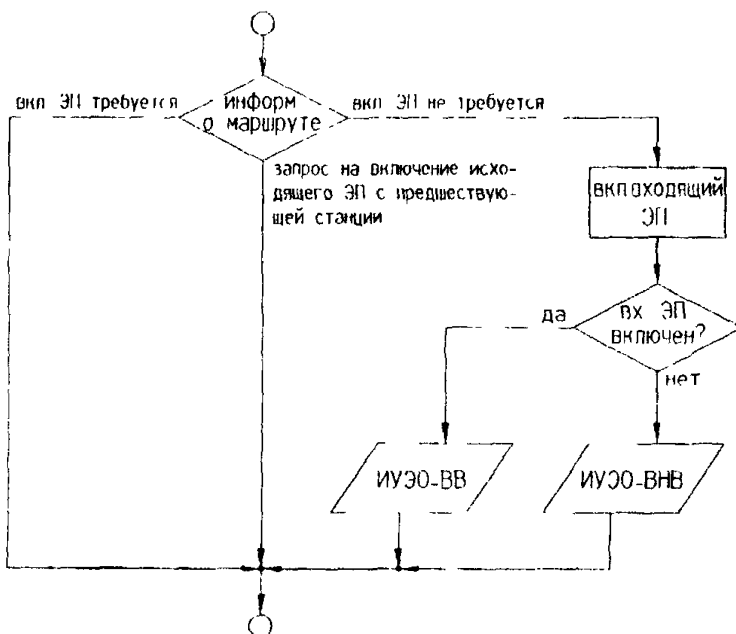 вкл ЭП требуется
информ
о маршруте
вкл ЭП не требуется
запрос на включение исхо-
дящего ЭП с предшествую-
щей станции
вкл входящий
ЭП
да
вх ЭП
включен?
нет
ИУЭО-ВВ
ИУЭО-ВНВ